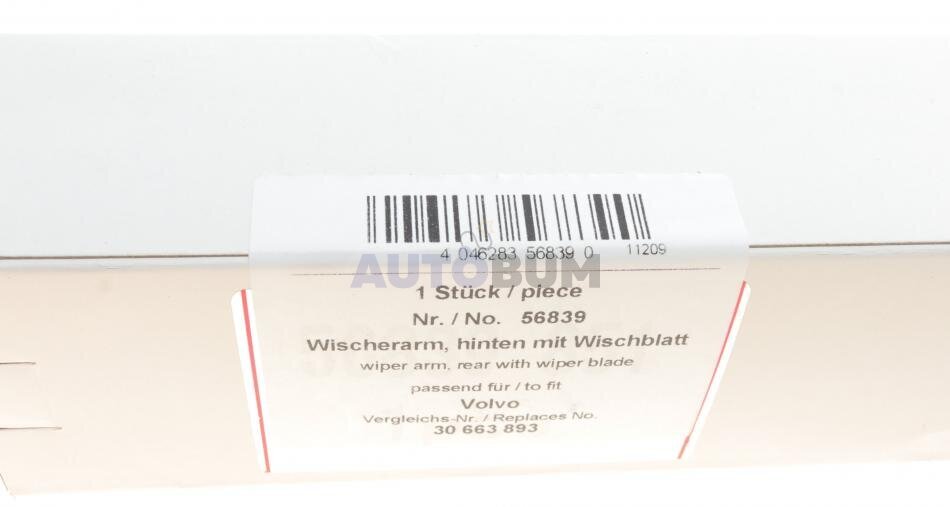 4 046283 56839 0 11209
AUTOBUM
1 Stück / piece
Nr. / No. 56839
Wischerarm, hinten mit Wischblatt
wiper arm, rear with wiper blade
passend für / to fit
Volvo
Vergleichs-Nr. / Replaces No.
30 663 893